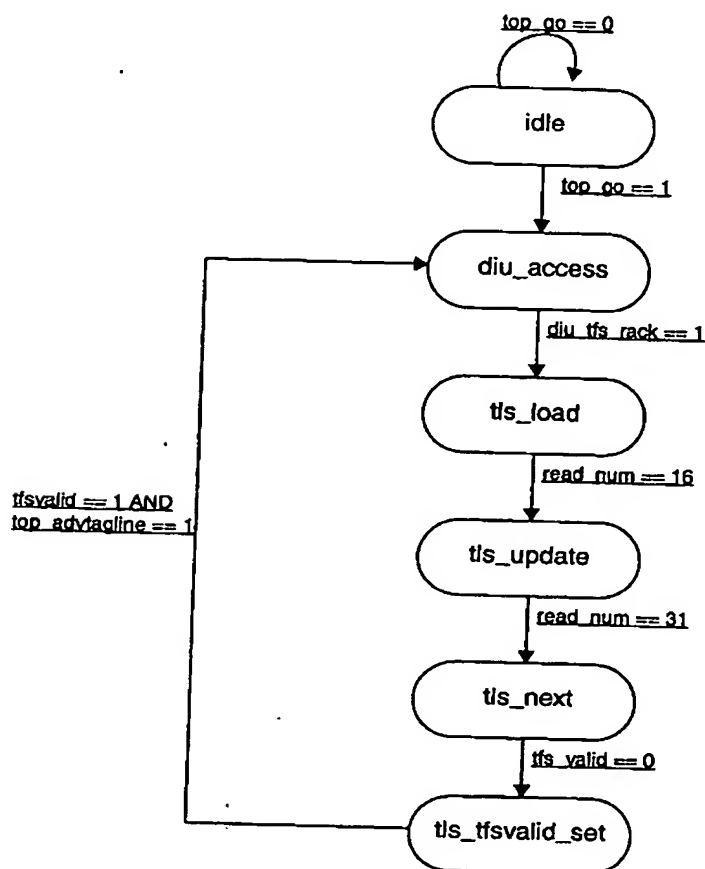 top_go == 0
idle
top_go == 1
diu_access
diu_tfs_rack == 1
tls_load
read_num == 16
tfsvalid == 1 AND
top_advtagline == 1
tls_update
read_num == 31
tls_next
tfs_valid == 0
tls_tfsvalid_set